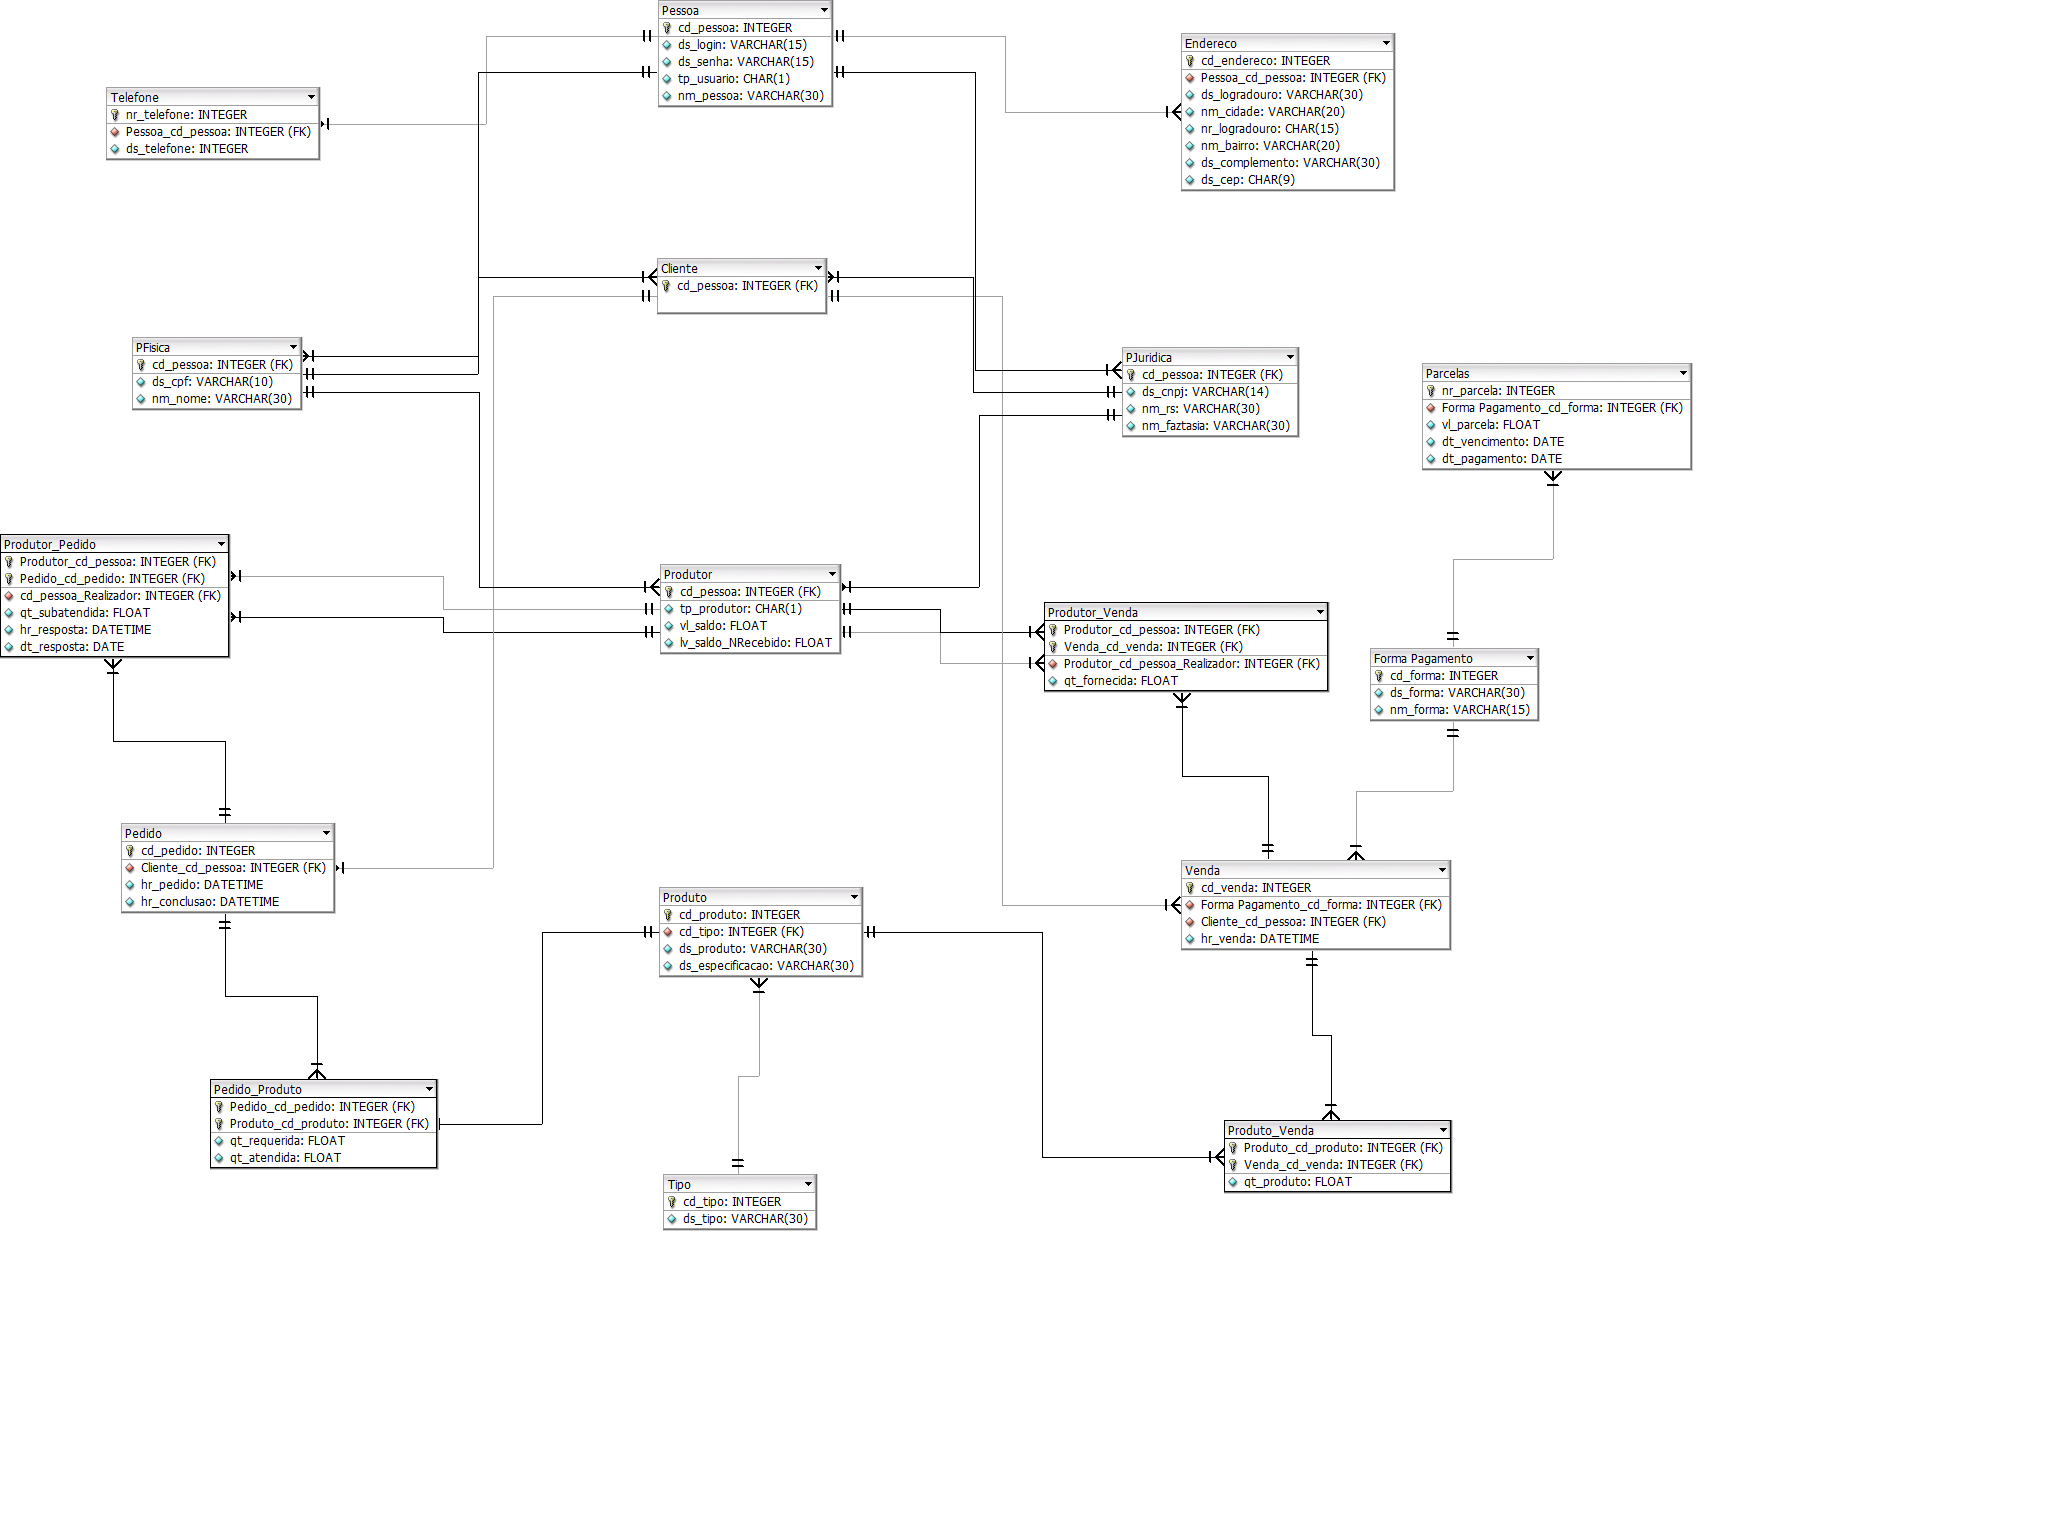 Pessoa
cd_pessoa: INTEGER
ds_login: VARCHAR(15)
ds_senha: VARCHAR(15)
tp_usuario: CHAR(1)
nm_pessoa: VARCHAR(30)
Endereco
cd_endereco: INTEGER
Pessoa_cd_pessoa: INTEGER (FK)
ds_logradouro: VARCHAR(30)
nm_cidade: VARCHAR(20)
nr_logradouro: CHAR(15)
nm_bairro: VARCHAR(20)
ds_complemento: VARCHAR(30)
ds_cep: CHAR(9)
Telefone
nr_telefone: INTEGER
Pessoa_cd_pessoa: INTEGER (FK)
ds_telefone: INTEGER
Cliente
cd_pessoa: INTEGER (FK)
PFisica
cd_pessoa: INTEGER (FK)
ds_cpf: VARCHAR(10)
nm_nome: VARCHAR(30)
PJuridica
cd_pessoa: INTEGER (FK)
ds_cnpj: VARCHAR(14)
nm_rs: VARCHAR(30)
nm_faztasia: VARCHAR(30)
Parcelas
nr_parcela: INTEGER
Forma Pagamento_cd_forma: INTEGER (FK)
vl_parcela: FLOAT
dt_vencimento: DATE
dt_pagamento: DATE
Produtor_Pedido
Produtor_cd_pessoa: INTEGER (FK)
Pedido_cd_pedido: INTEGER (FK)
cd_pessoa_Realizador: INTEGER (FK)
qt_subatendida: FLOAT
hr_resposta: DATETIME
dt_resposta: DATE
Produtor
cd_pessoa: INTEGER (FK)
tp_produtor: CHAR(1)
vl_saldo: FLOAT
lv_saldo_NRecebido: FLOAT
Produtor_Venda
Produtor_cd_pessoa: INTEGER (FK)
Venda_cd_venda: INTEGER (FK)
Produtor_cd_pessoa_Realizador: INTEGER (FK)
qt_fornecida: FLOAT
Forma Pagamento
cd_forma: INTEGER
ds_forma: VARCHAR(30)
nm_forma: VARCHAR(15)
Pedido
cd_pedido: INTEGER
Cliente_cd_pessoa: INTEGER (FK)
hr_pedido: DATETIME
hr_conclusao: DATETIME
Produto
cd_produto: INTEGER
cd_tipo: INTEGER (FK)
ds_produto: VARCHAR(30)
ds_especificacao: VARCHAR(30)
Venda
cd_venda: INTEGER
Forma Pagamento_cd_forma: INTEGER (FK)
Cliente_cd_pessoa: INTEGER (FK)
hr_venda: DATETIME
Pedido_Produto
Pedido_cd_pedido: INTEGER (FK)
Produto_cd_produto: INTEGER (FK)
qt_requerida: FLOAT
qt_atendida: FLOAT
Produto_Venda
Produto_cd_produto: INTEGER (FK)
Venda_cd_venda: INTEGER (FK)
qt_produto: FLOAT
Tipo
cd_tipo: INTEGER
ds_tipo: VARCHAR(30)